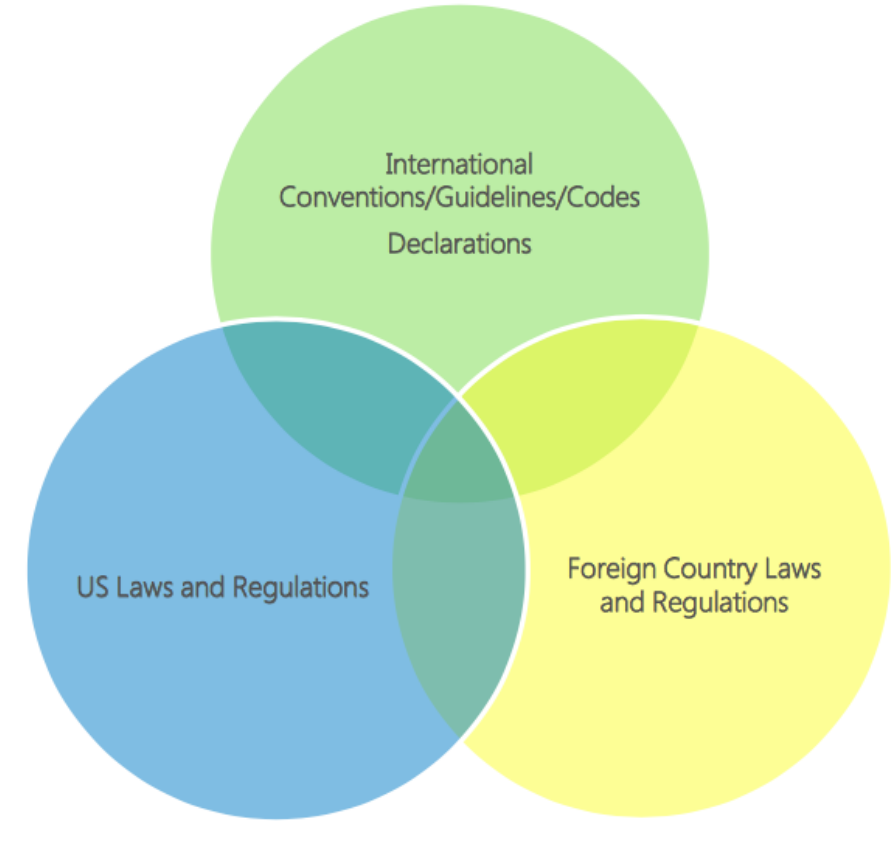 International
Conventions/Guidelines/Codes
Declarations
US Laws and Regulations
Foreign Country Laws
and Regulations